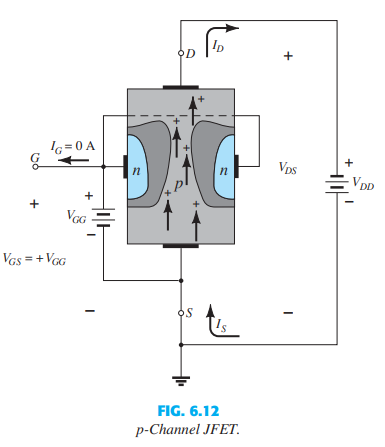 I_D
D
+
+
I_G = 0 A
+
G
+
n
n
p
V_DS
+
V_DD
+
+
+
+
V_GG
−
−
V_GS = +V_GG
−
S
I_S
−
FIG. 6.12
p-Channel JFET.